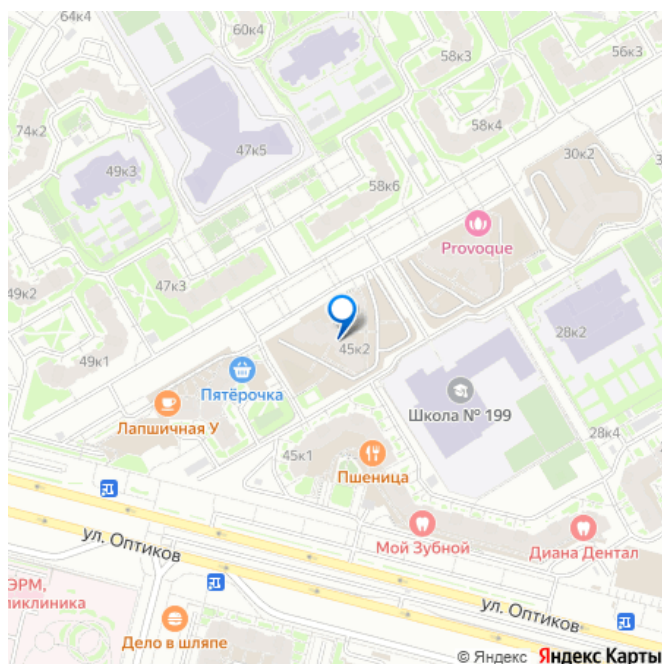 64к4
60к4
58к3
56к3
74к2
47к5
58к4
30к2
49к3
58к6
Provoque
49к2
47к3
28к2
49к1
45к2
Пятёрочка
Школа № 199
Лапшичная У
28к4
45к1
Пшеница
ул. Оптиков
Мой Зубной
Диана Дентал
ЭРМ,
ул. Оптиков
Дело в шляпе
© Яндекс Яндекс Карты